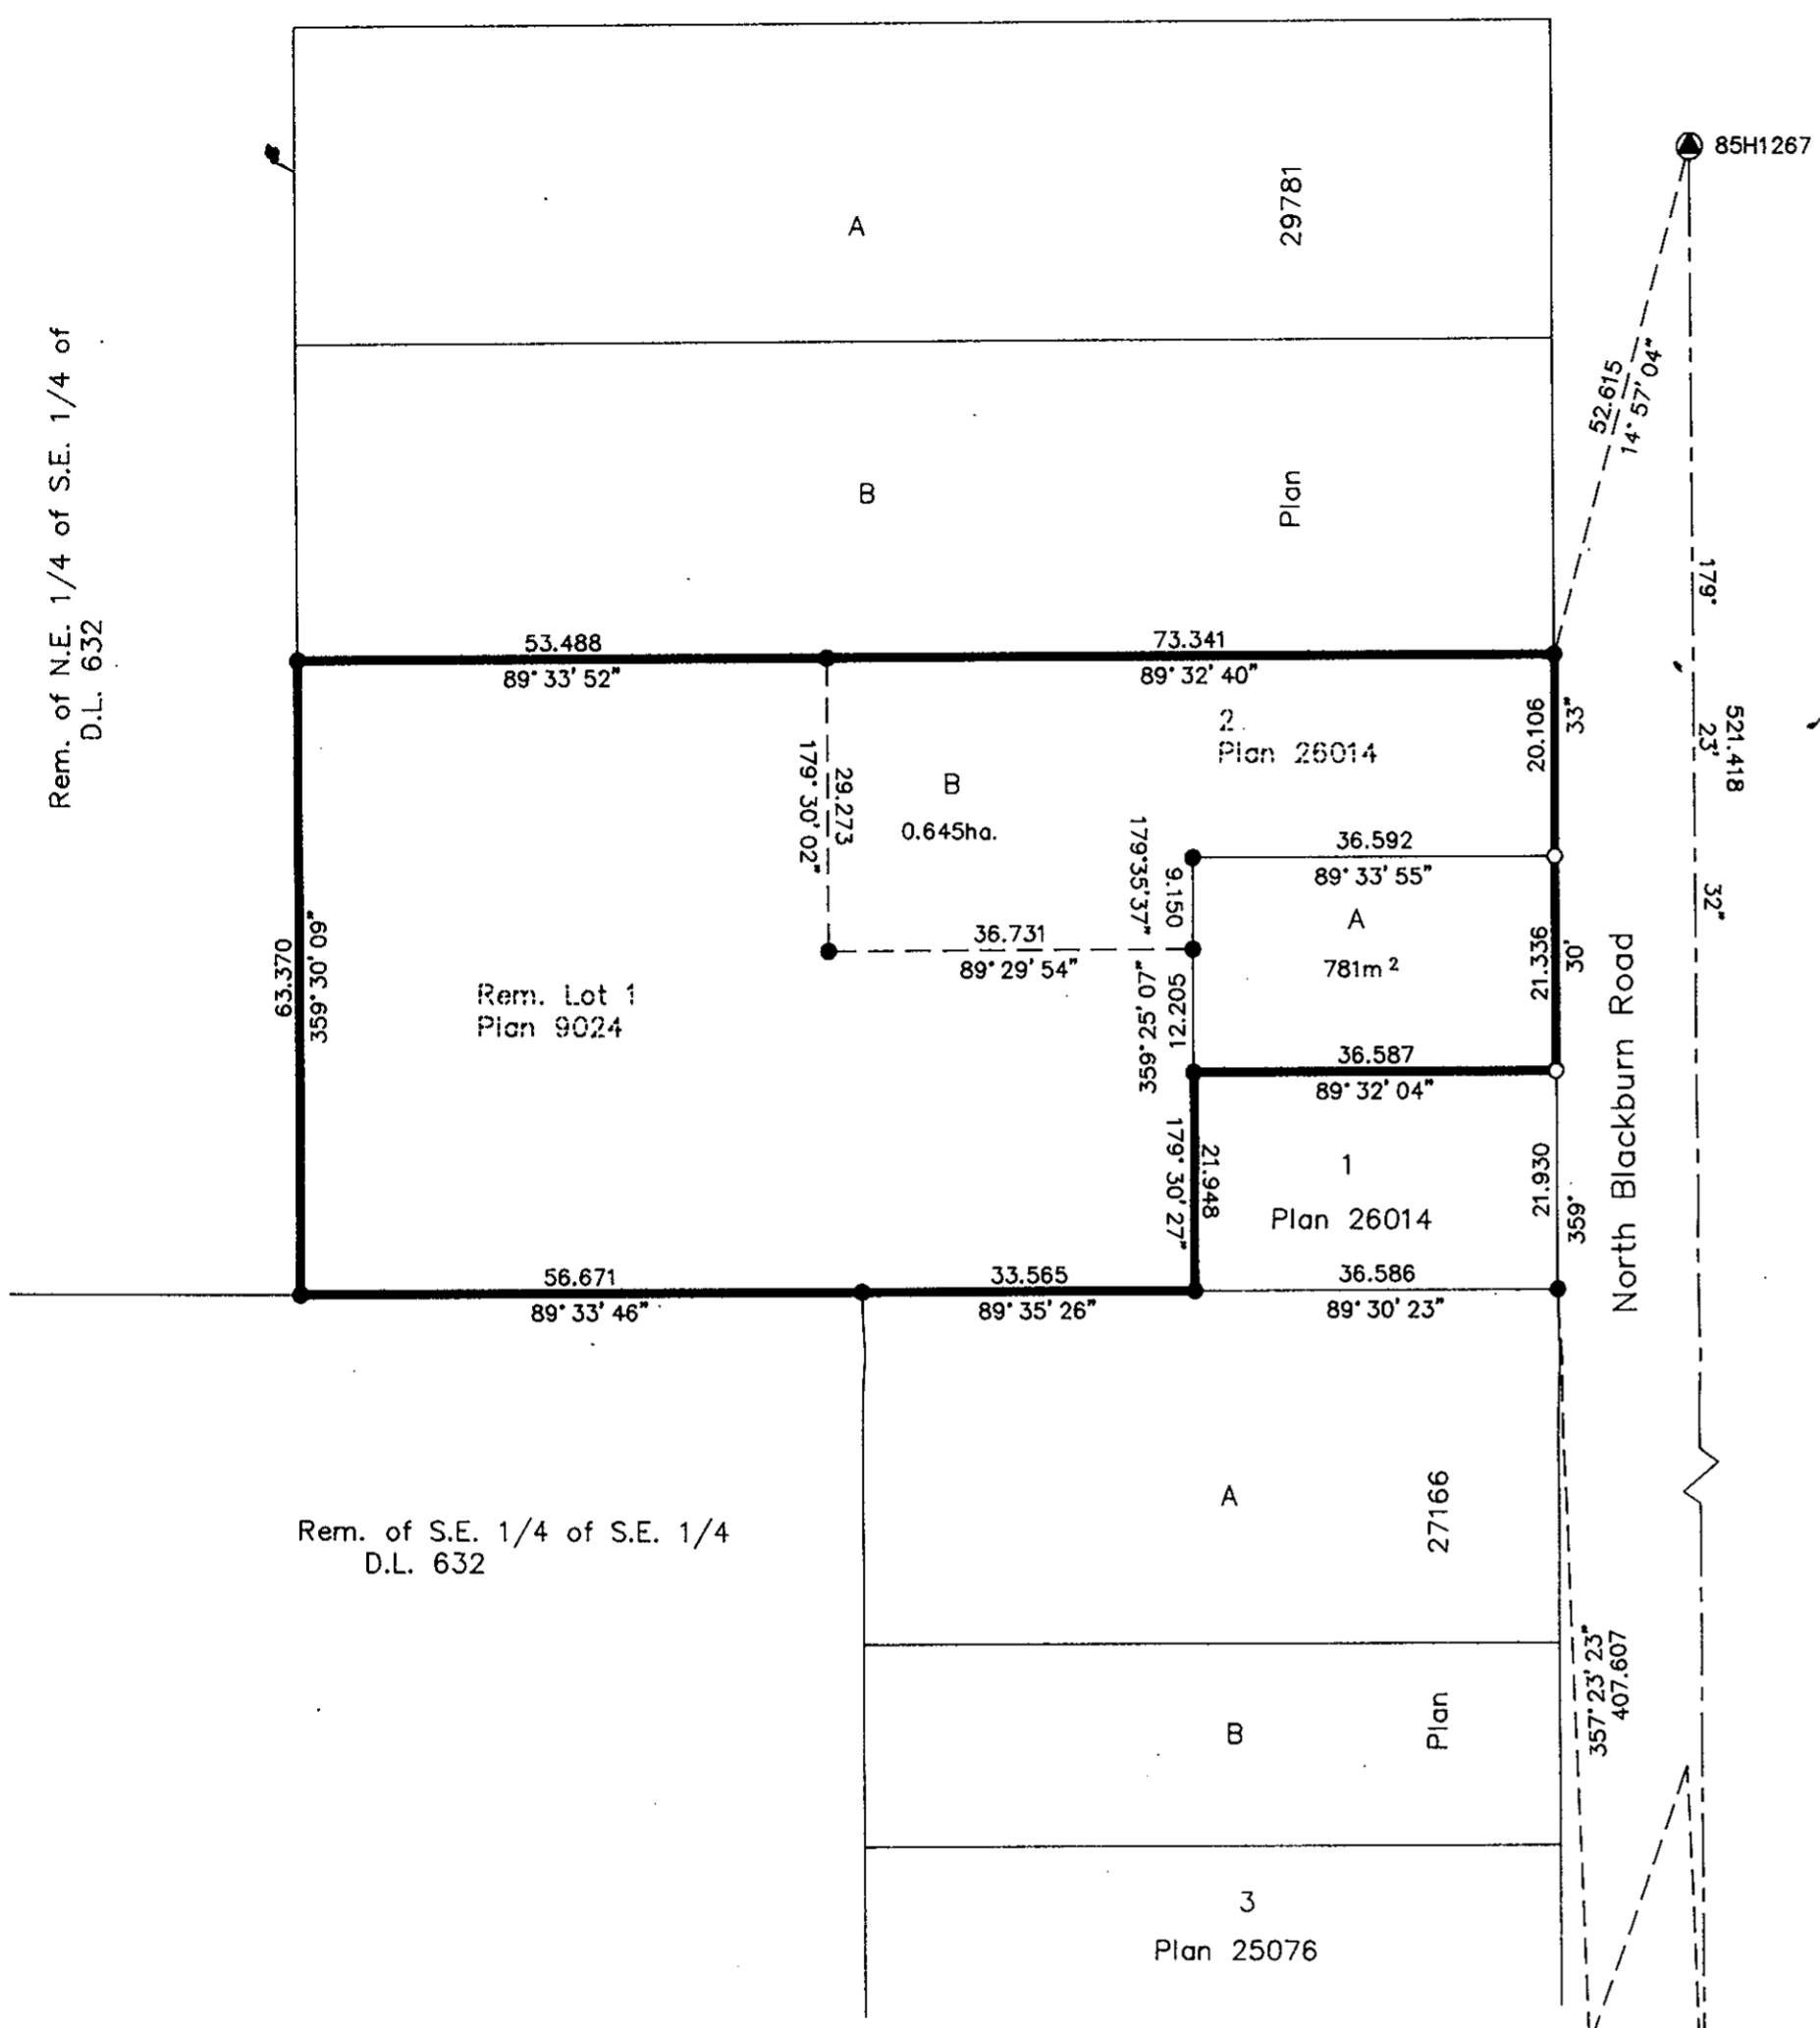 85H1267
A
29781
Rem. of N.E. 1/4 of S.E. 1/4 of
D.L. 632
B
Plan
52.615
14° 57' 04"
179°
23'
32"
521.418
53.488
89° 33' 52"
73.341
89° 32' 40"
2
Plan 26014
20.106
33"
29.273
179° 30' 02"
B
0.645ha.
36.592
89° 33' 55"
179°35'37"
9.150
A
781m²
21.336
30'
36.731
89° 29' 54"
63.370
359° 30' 09"
Rem. Lot 1
Plan 9024
12.205
359° 25' 07"
36.587
89° 32' 04"
North Blackburn Road
21.948
179° 30' 27"
1
Plan 26014
21.930
359°
56.671
89° 33' 46"
33.565
89° 35' 26"
36.586
89° 30' 23"
A
27166
Rem. of S.E. 1/4 of S.E. 1/4
D.L. 632
357° 23' 23"
407.607
B
Plan
3
Plan 25076